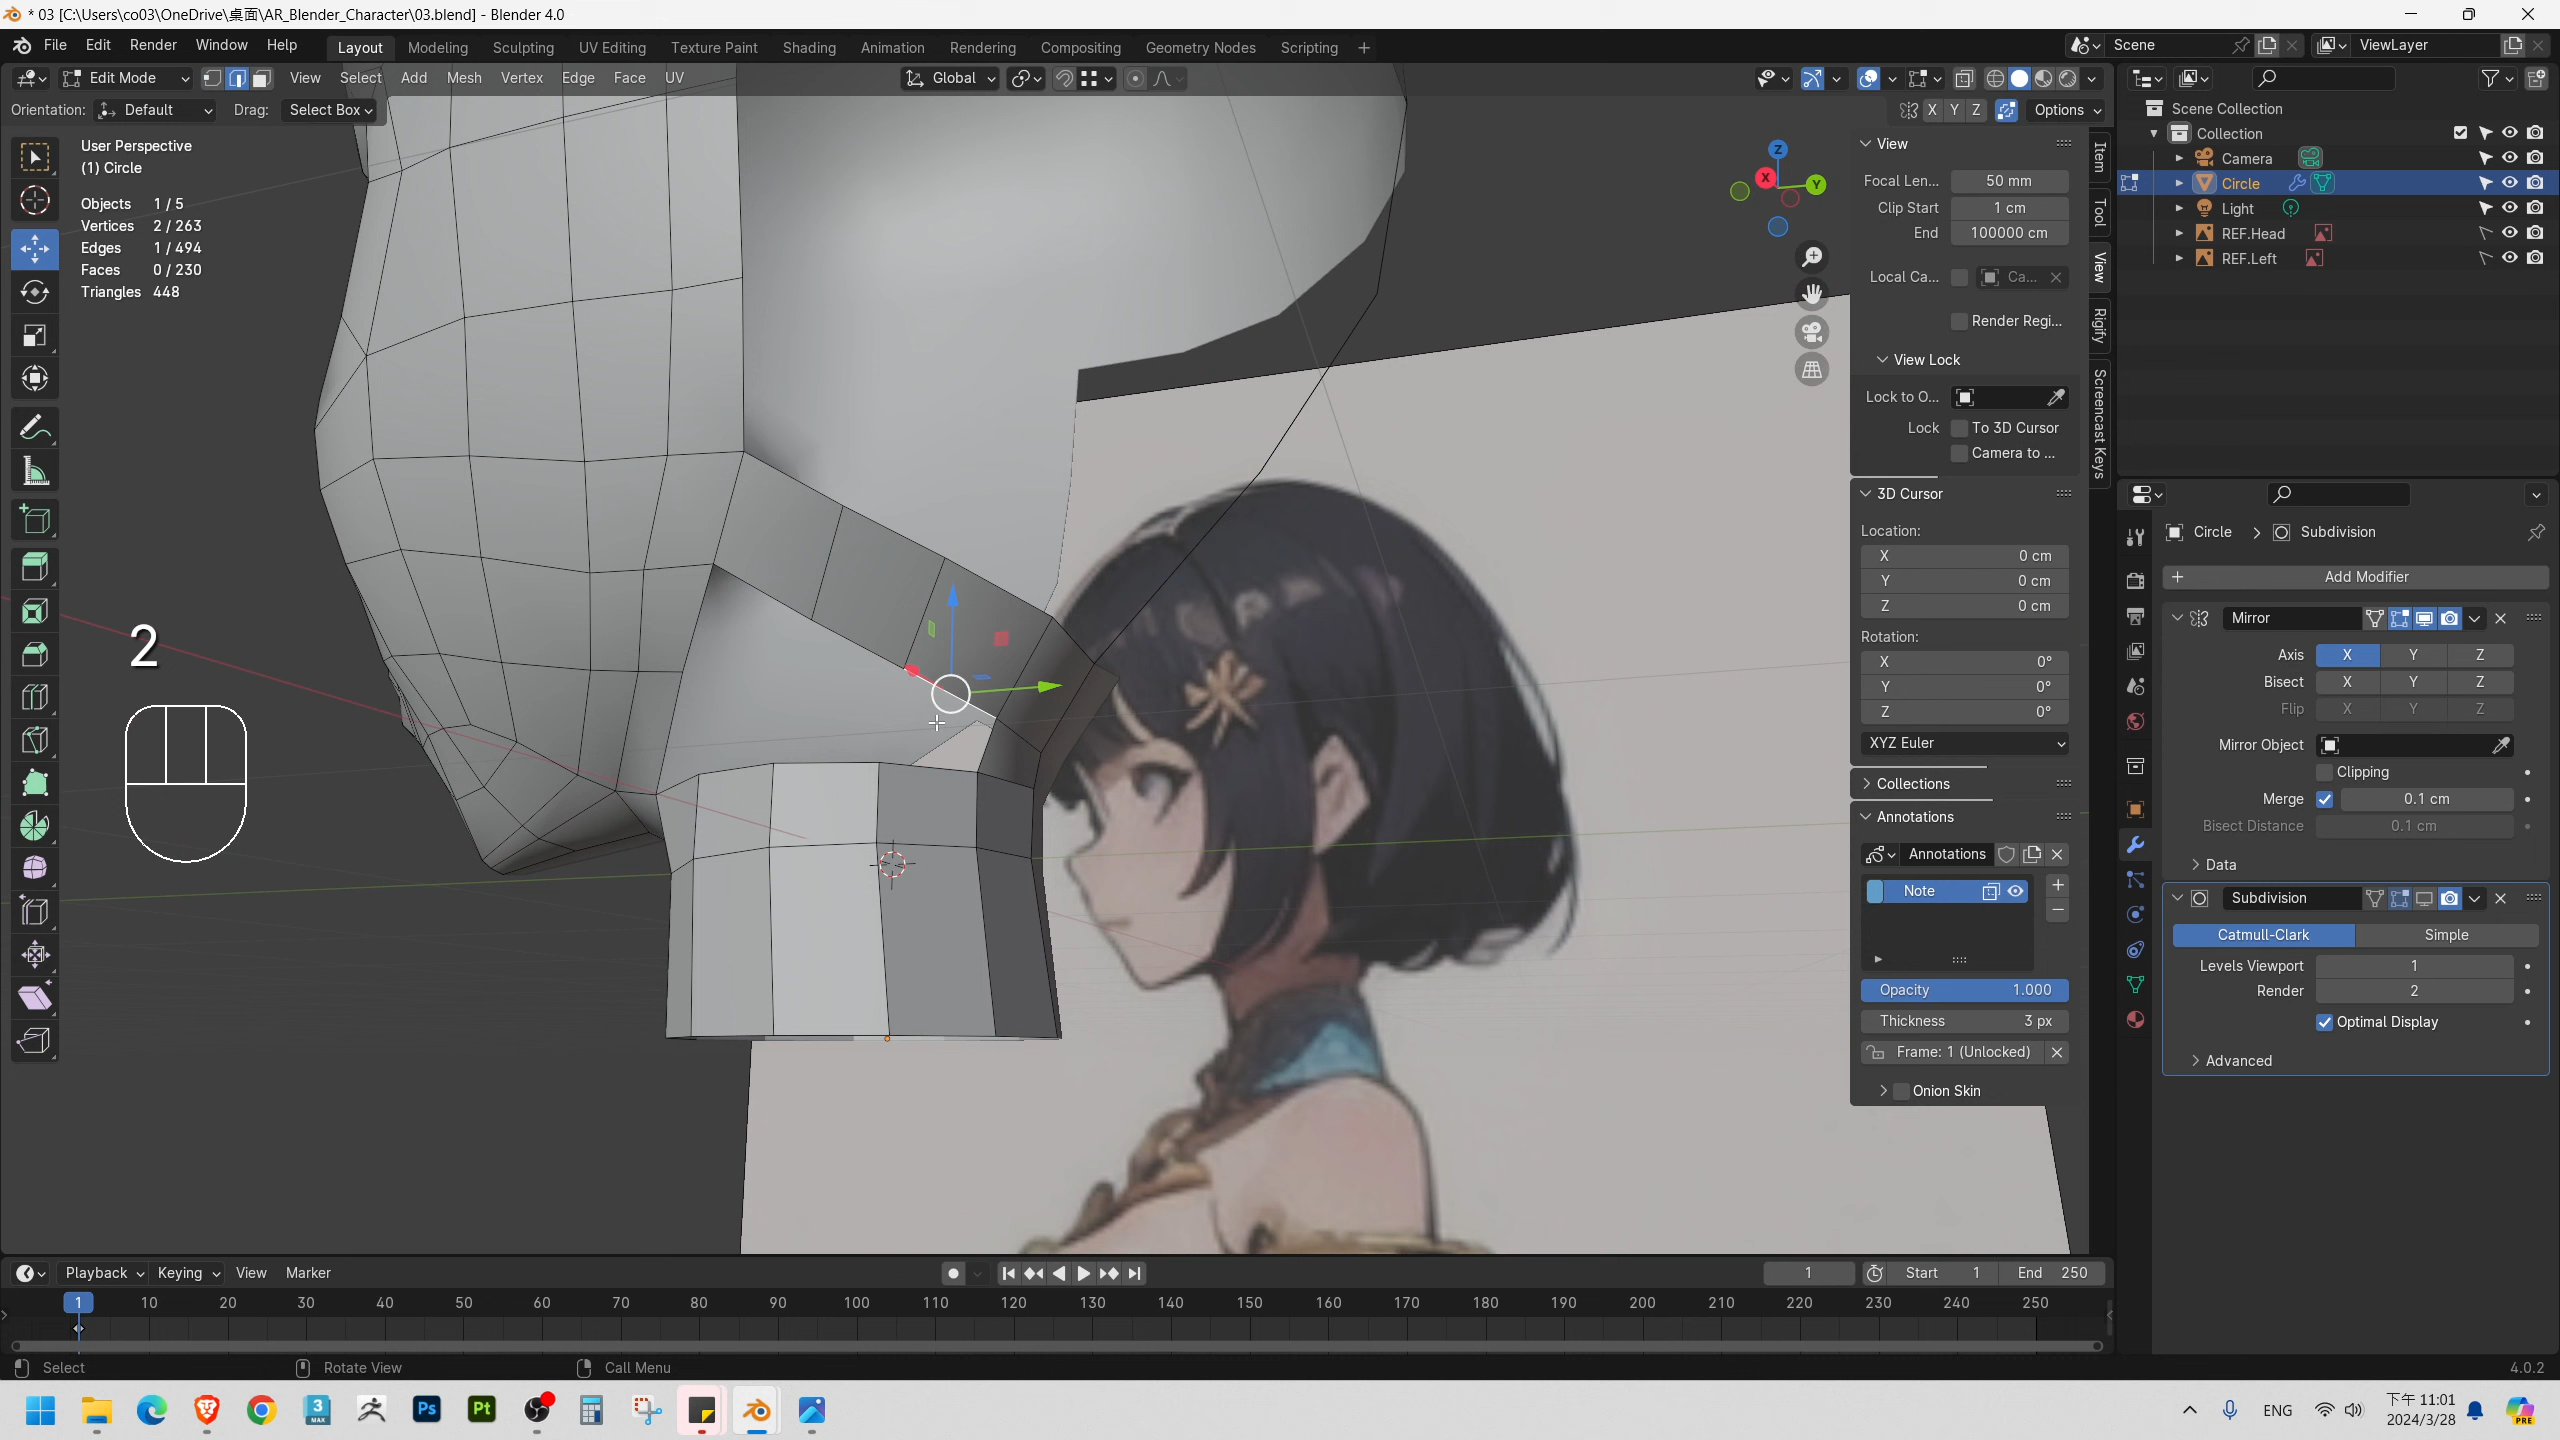 * 03 [C:\Users\co03\OneDrive\桌面\AR_Blender_Character\03.blend] - Blender 4.0
File Edit Render Window Help Layout Modeling Sculpting UV Editing Texture Paint Shading Animation Rendering Compositing Geometry Nodes Scripting + Scene ViewLayer
Edit Mode View Select Add Mesh Vertex Edge Face UV Global
Orientation: Default Drag: Select Box X Y Z Options
User Perspective
(1) Circle
Objects 1 / 5
Vertices 2 / 263
Edges 1 / 494
Faces 0 / 230
Triangles 448
2
Z
X
Y
View
Focal Len... 50 mm
Clip Start 1 cm
End 100000 cm
Local Ca... Ca...
Render Regi...
View Lock
Lock to O...
Lock To 3D Cursor
Camera to ...
3D Cursor
Location:
X 0 cm
Y 0 cm
Z 0 cm
Rotation:
X 0°
Y 0°
Z 0°
XYZ Euler
Collections
Annotations
Annotations
Note
Opacity 1.000
Thickness 3 px
Frame: 1 (Unlocked)
Onion Skin
Item
Tool
View
Rigify
Screencast Keys
Scene Collection
Collection
Camera
Circle
Light
REF.Head
REF.Left
Circle > Subdivision
+ Add Modifier
Mirror
Axis X Y Z
Bisect X Y Z
Flip X Y Z
Mirror Object
Clipping
Merge 0.1 cm
Bisect Distance 0.1 cm
Data
Subdivision
Catmull-Clark Simple
Levels Viewport 1
Render 2
Optimal Display
Advanced
Playback Keying View Marker 1 Start 1 End 250
1 10 20 30 40 50 60 70 80 90 100 110 120 130 140 150 160 170 180 190 200 210 220 230 240 250
Select Rotate View Call Menu 4.0.2
3 MAX Ps Pt ENG 下午 11:01 PRE
2024/3/28